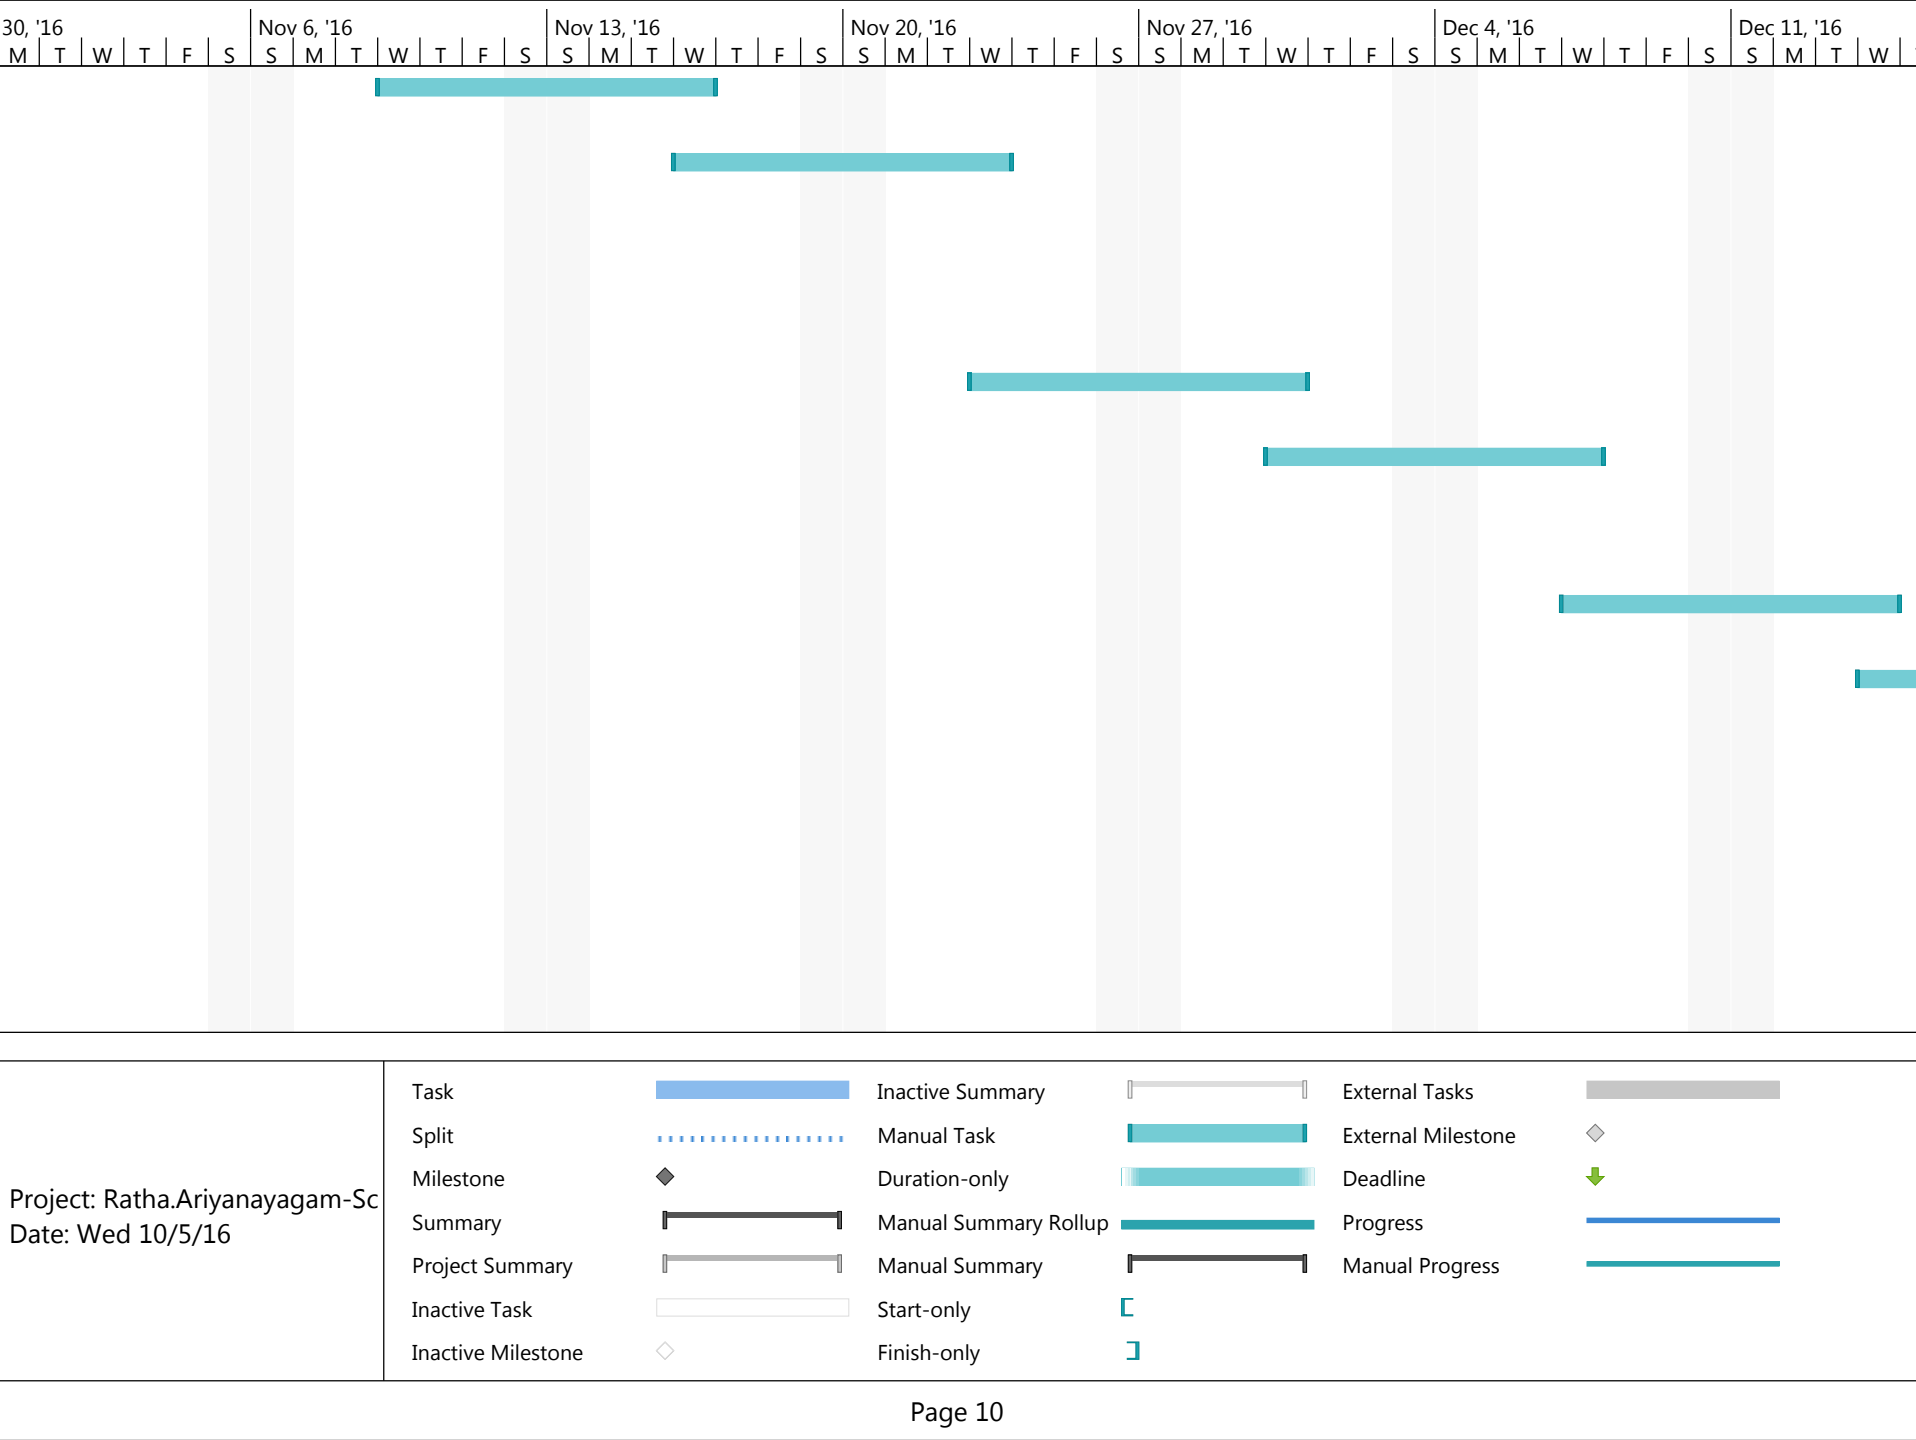 30, '16 Nov 6, '16 Nov 13, '16 Nov 20, '16 Nov 27, '16 Dec 4, '16 Dec 11, '16
M T W T F S S M T W T F S S M T W T F S S M T W T F S S M T W T F S S M T W T F S S M T W
Task
Split
Milestone
Summary
Project Summary
Inactive Task
Inactive Milestone
Inactive Summary
Manual Task
Duration-only
Manual Summary Rollup
Manual Summary
Start-only
Finish-only
External Tasks
External Milestone
Deadline
Progress
Manual Progress
Project: Ratha.Ariyanayagam-Sc
Date: Wed 10/5/16
Page 10